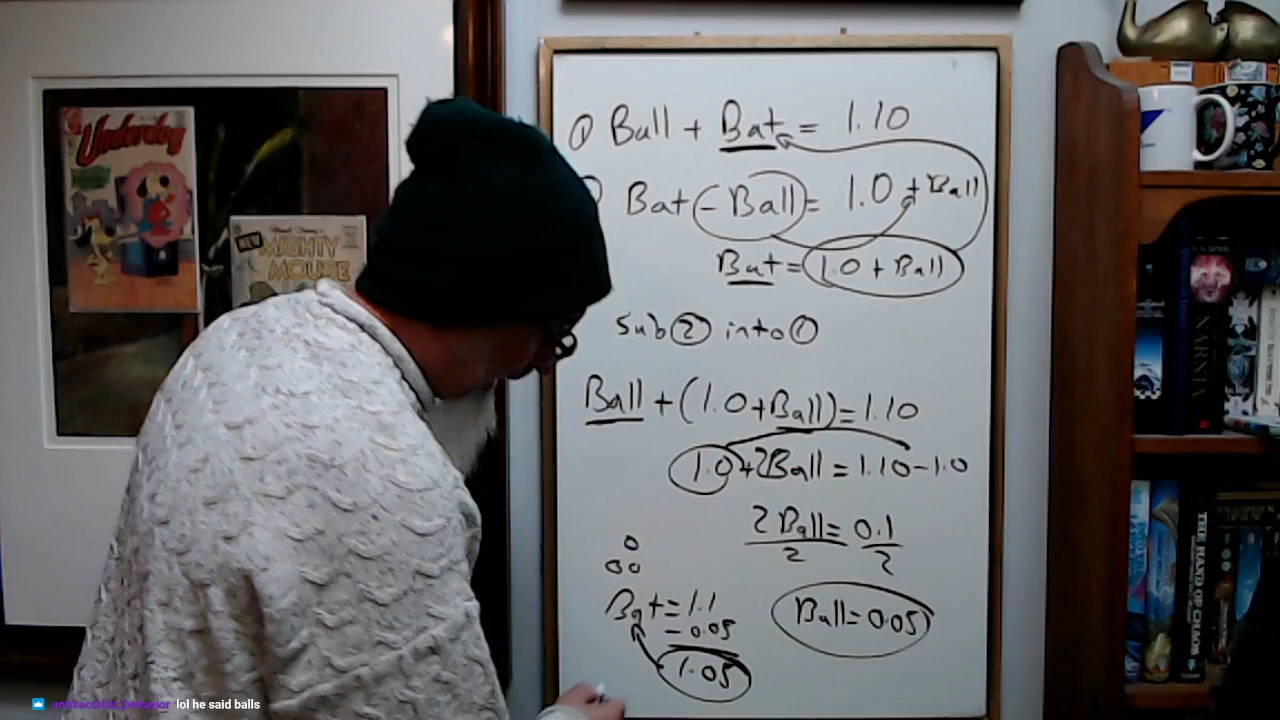 Underdog
NEW
MIGHTY
MOUSE
① Ball + Bat = 1.10
Bat - Ball = 1.0 + Ball
Bat = 1.0 + Ball
Sub ② into ①
Ball + (1.0 + Ball) = 1.10
1.0 + 2Ball = 1.10 - 1.0
2 Ball = 0.1
2 2
Ball = 0.05
Bat = 1.1
- 0.05
1.05
NARNIA
THE HAND OF CHAOS
antisocialist_behavior lol he said balls